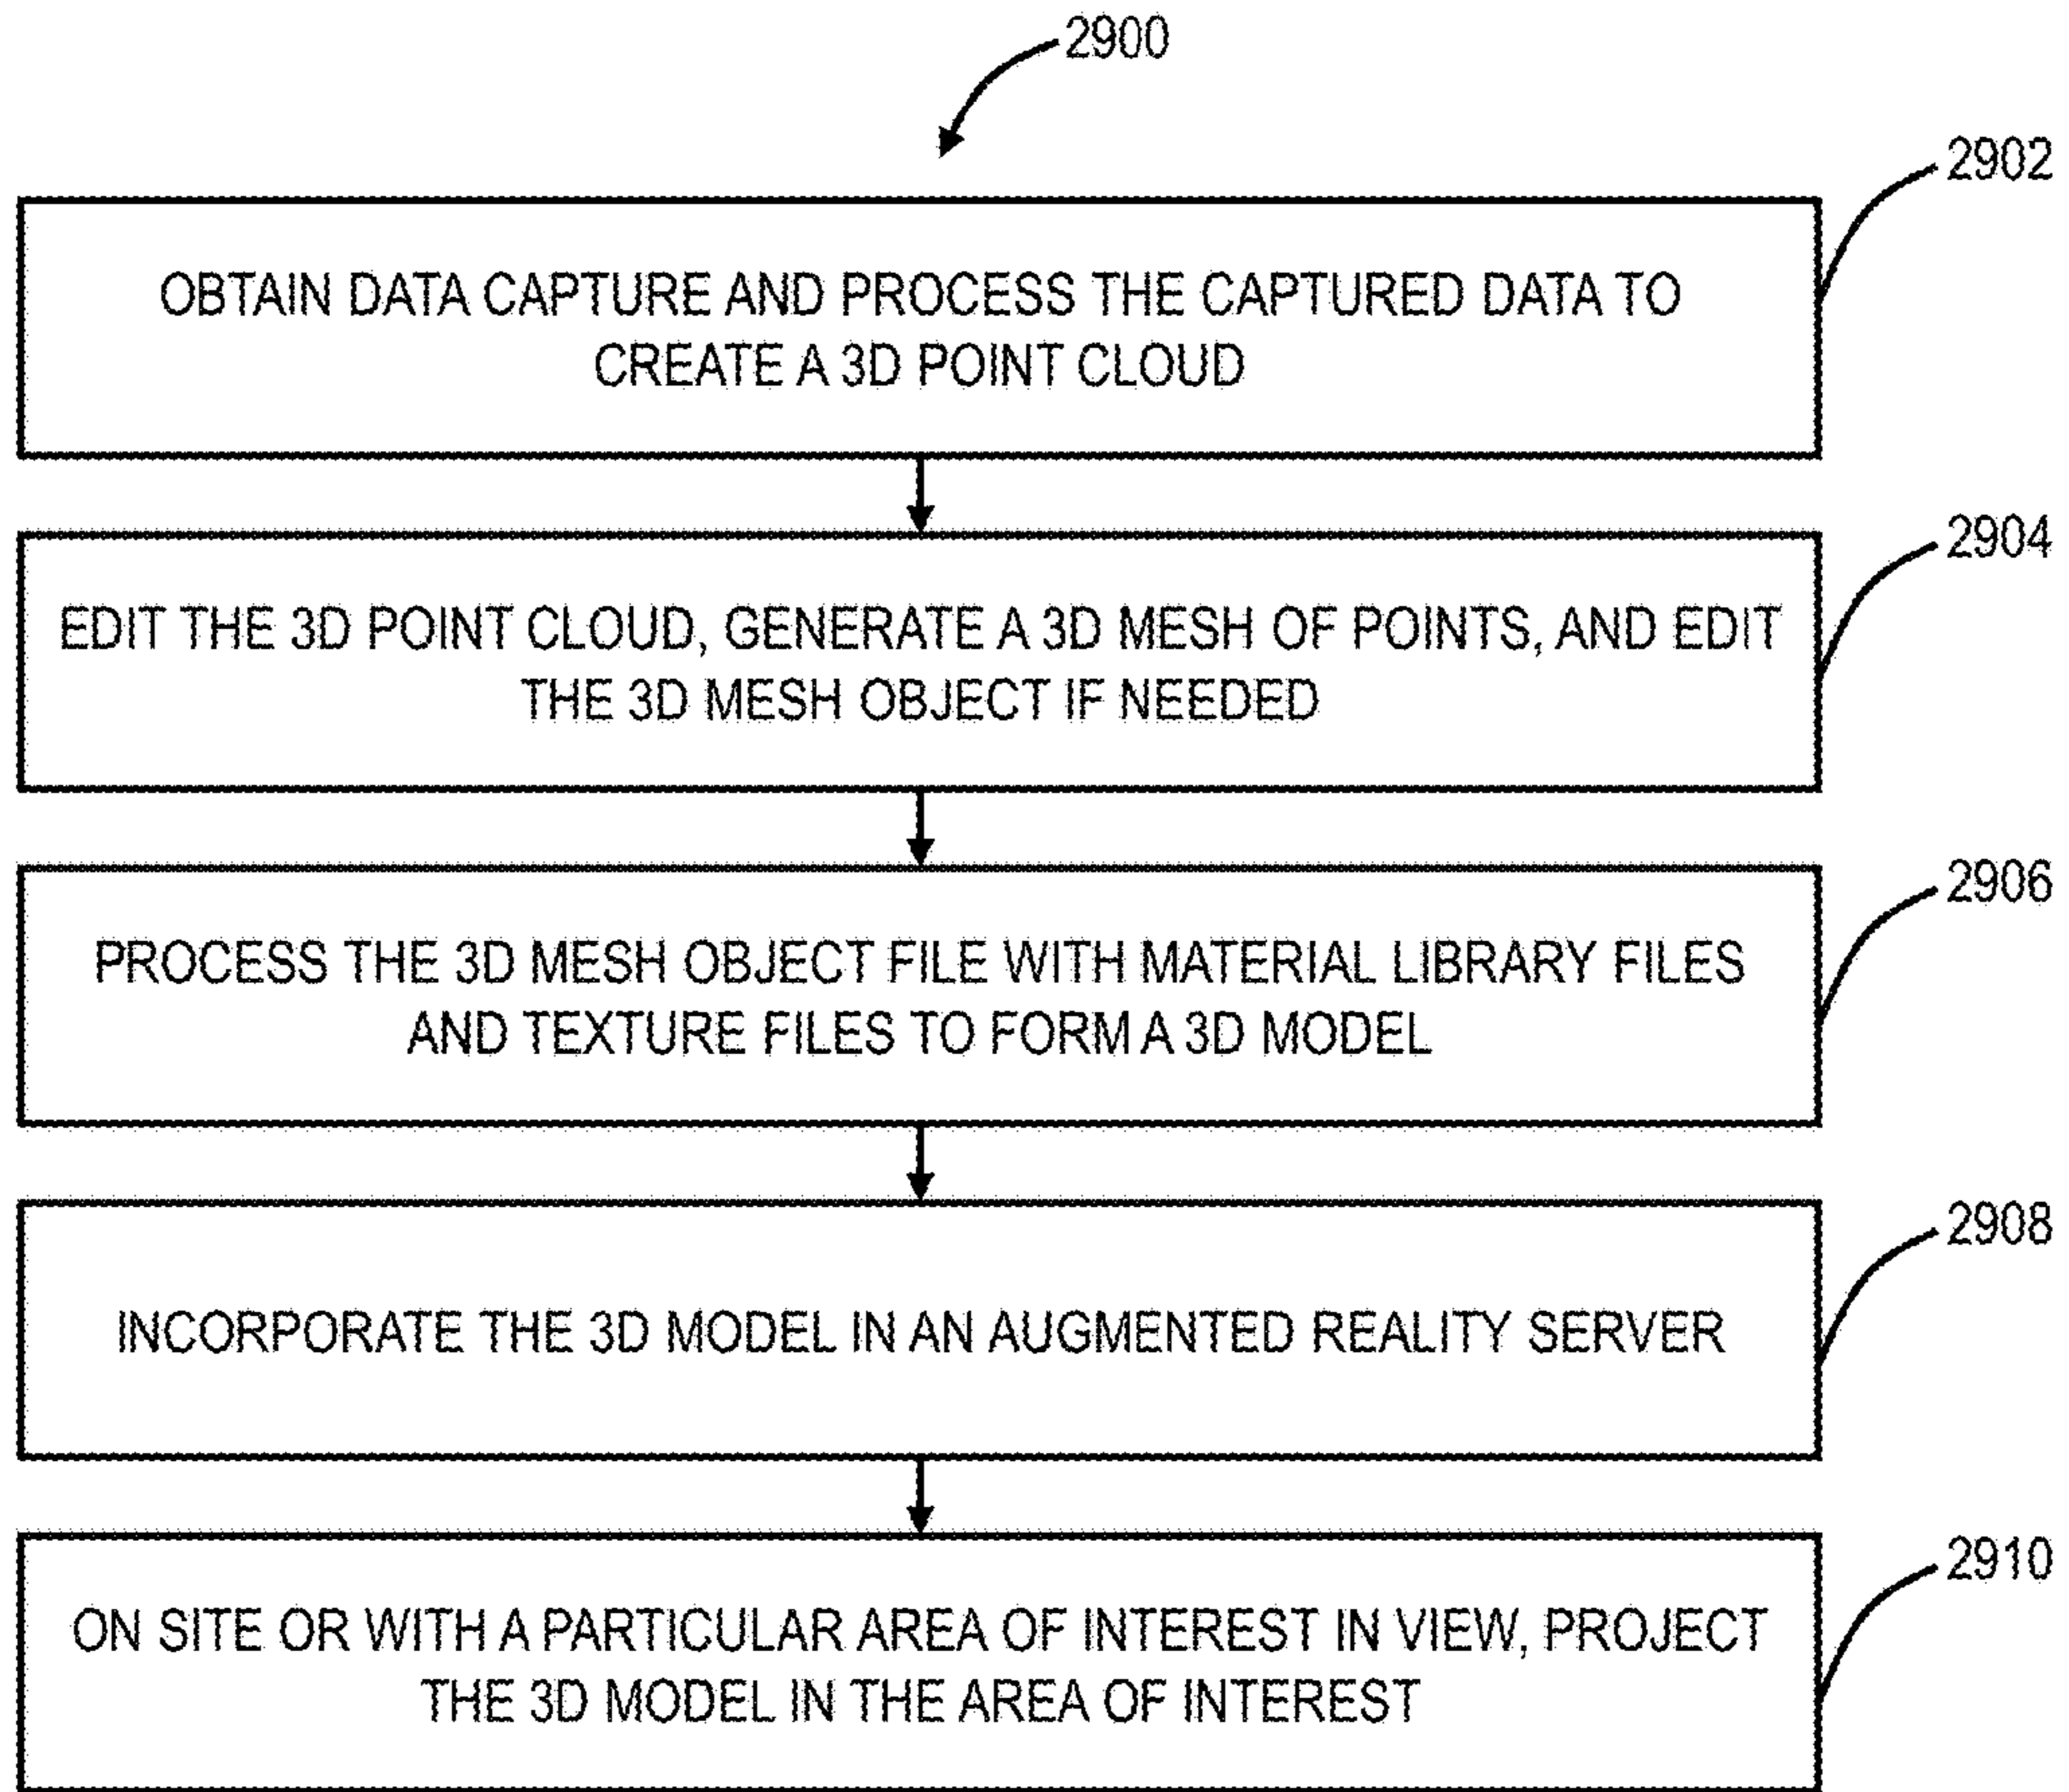 2900
2902
OBTAIN DATA CAPTURE AND PROCESS THE CAPTURED DATA TO
CREATE A 3D POINT CLOUD
2904
EDIT THE 3D POINT CLOUD, GENERATE A 3D MESH OF POINTS, AND EDIT
THE 3D MESH OBJECT IF NEEDED
2906
PROCESS THE 3D MESH OBJECT FILE WITH MATERIAL LIBRARY FILES
AND TEXTURE FILES TO FORM A 3D MODEL
2908
INCORPORATE THE 3D MODEL IN AN AUGMENTED REALITY SERVER
2910
ON SITE OR WITH A PARTICULAR AREA OF INTEREST IN VIEW, PROJECT
THE 3D MODEL IN THE AREA OF INTEREST